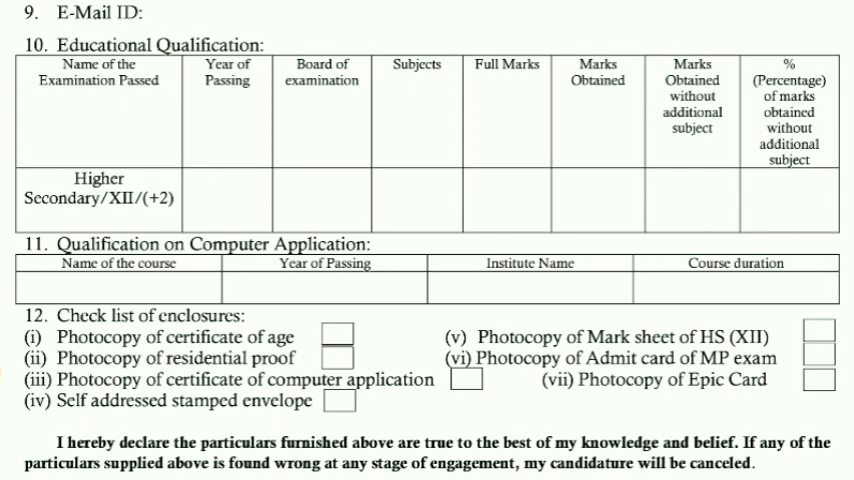 9. E-Mail ID:
10. Educational Qualification:
Name of the Examination Passed
Year of Passing
Board of examination
Subjects
Full Marks
Marks Obtained
Marks Obtained without additional subject
% (Percentage) of marks obtained without additional subject
Higher
Secondary/XII/(+2)
11. Qualification on Computer Application:
Name of the course
Year of Passing
Institute Name
Course duration
12. Check list of enclosures:
(i) Photocopy of certificate of age
(v) Photocopy of Mark sheet of HS (XII)
(ii) Photocopy of residential proof
(vi) Photocopy of Admit card of MP exam
(iii) Photocopy of certificate of computer application
(vii) Photocopy of Epic Card
(iv) Self addressed stamped envelope
I hereby declare the particulars furnished above are true to the best of my knowledge and belief. If any of the
particulars supplied above is found wrong at any stage of engagement, my candidature will be canceled.